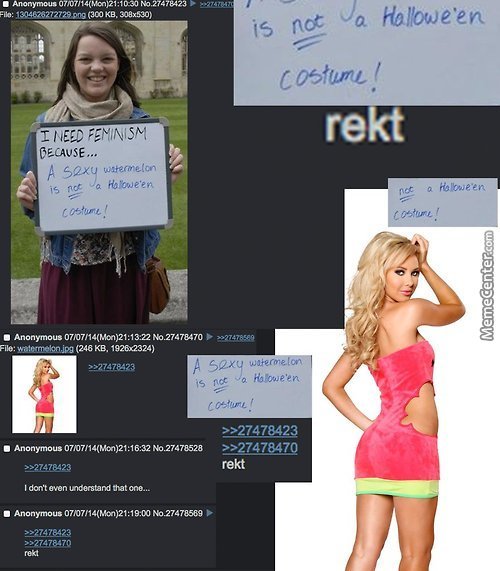 Anonymous 07/07/14(Mon)21:10:30 No.27478423 >>27478470
File: 1304626272729.png (300 KB, 308x530)
I NEED FEMINISM
BECAUSE...
A sexy watermelon
is not a Hallowe'en
costume!
is not a Hallowe'en
costume!
rekt
not a Hallowe'en
costume!
MemeCenter.com
Anonymous 07/07/14(Mon)21:13:22 No.27478470 >>27478569
File: watermelon.jpg (246 KB, 1926x2324)
>>27478423
A sexy watermelon
is not a Hallowe'en
costume!
>>27478423
>>27478470
rekt
Anonymous 07/07/14(Mon)21:16:32 No.27478528
>>27478423
I don't even understand that one...
Anonymous 07/07/14(Mon)21:19:00 No.27478569
>>27478423
>>27478470
rekt